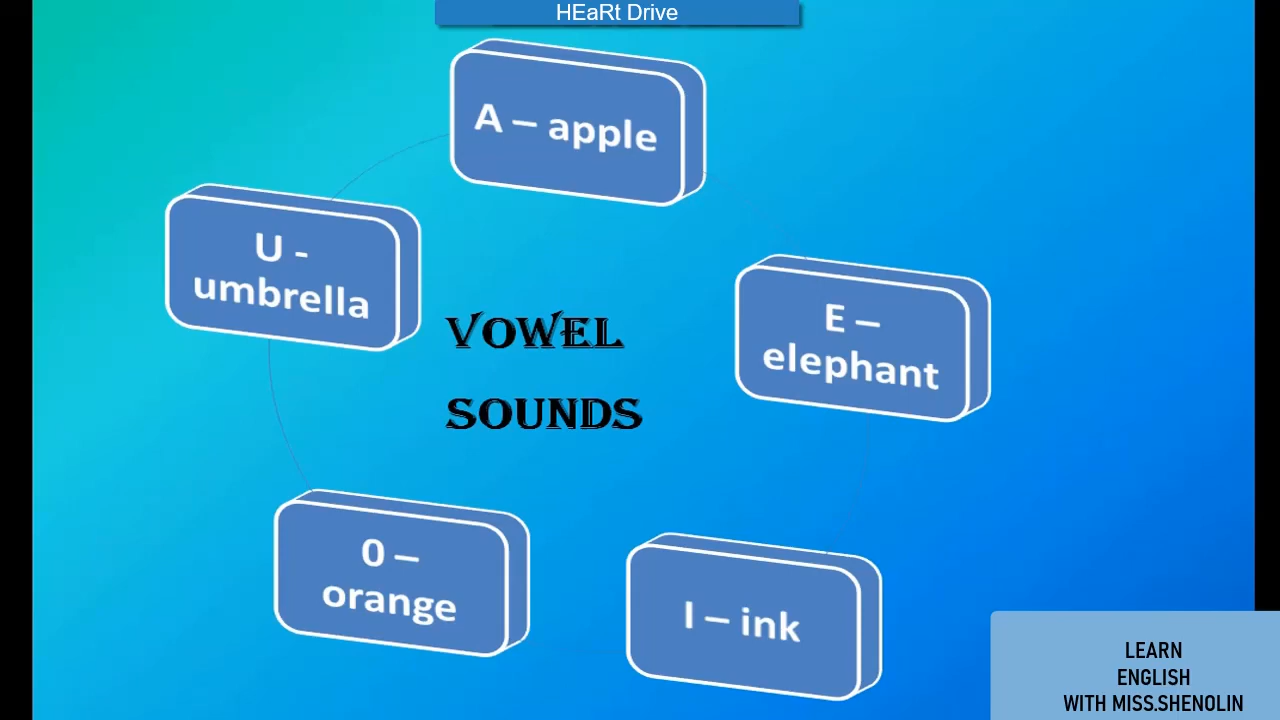 HEaRt Drive
A – apple
U -
umbrella
VOWEL
SOUNDS
E –
elephant
0 –
orange
I – ink
LEARN
ENGLISH
WITH MISS.SHENOLIN